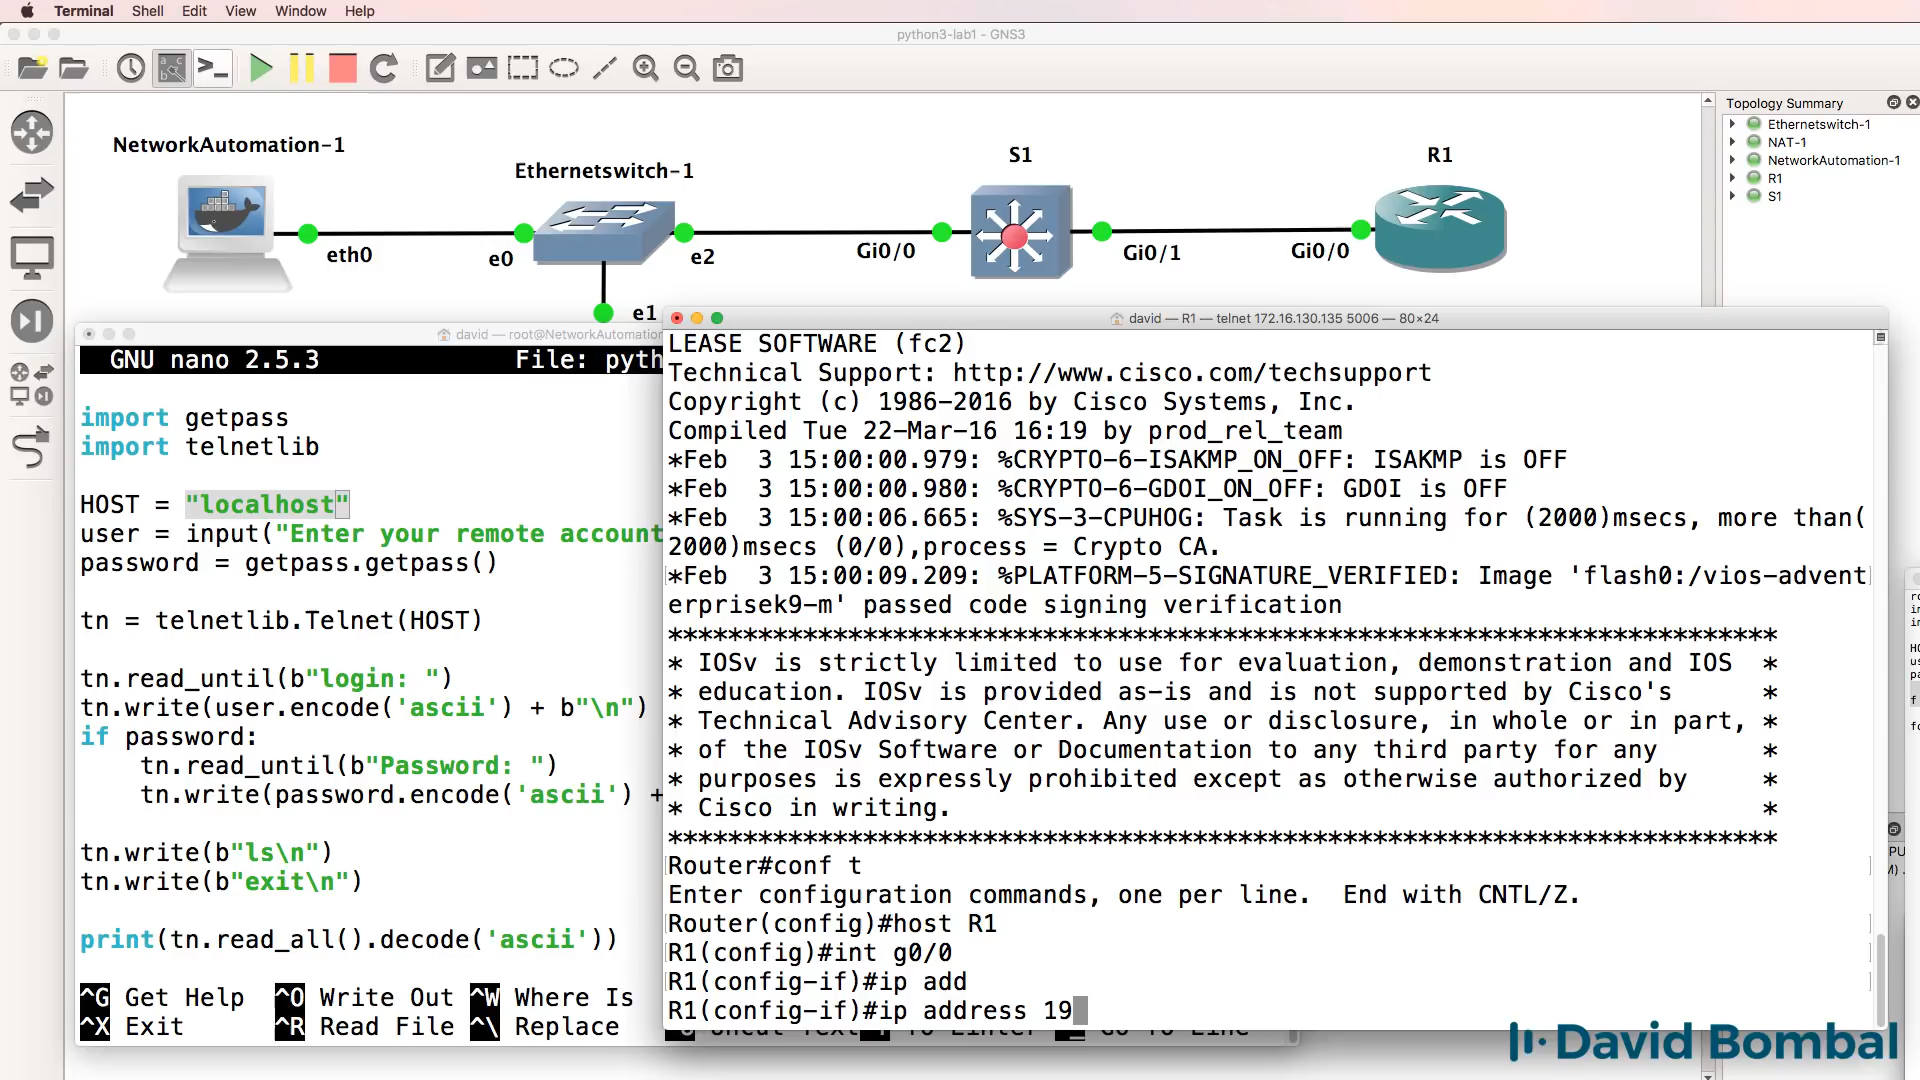 Terminal Shell Edit View Window Help
python3-lab1 - GNS3
Topology Summary
Ethernetswitch-1
NAT-1
NetworkAutomation-1
R1
S1
NetworkAutomation-1
Ethernetswitch-1
S1
R1
eth0
e0
e2
Gi0/0
Gi0/1
Gi0/0
e1
david — root@NetworkAutomatio
GNU nano 2.5.3 File: pyth
import getpass
import telnetlib
HOST = "localhost"
user = input("Enter your remote account
password = getpass.getpass()
tn = telnetlib.Telnet(HOST)
tn.read_until(b"login: ")
tn.write(user.encode('ascii') + b"\n")
if password:
tn.read_until(b"Password: ")
tn.write(password.encode('ascii') +
tn.write(b"ls\n")
tn.write(b"exit\n")
print(tn.read_all().decode('ascii'))
^G Get Help ^O Write Out ^W Where Is
^X Exit ^R Read File ^\ Replace
david — R1 — telnet 172.16.130.135 5006 — 80×24
LEASE SOFTWARE (fc2)
Technical Support: http://www.cisco.com/techsupport
Copyright (c) 1986-2016 by Cisco Systems, Inc.
Compiled Tue 22-Mar-16 16:19 by prod_rel_team
*Feb  3 15:00:00.979: %CRYPTO-6-ISAKMP_ON_OFF: ISAKMP is OFF
*Feb  3 15:00:00.980: %CRYPTO-6-GDOI_ON_OFF: GDOI is OFF
*Feb  3 15:00:06.665: %SYS-3-CPUHOG: Task is running for (2000)msecs, more than(
2000)msecs (0/0),process = Crypto CA.
*Feb  3 15:00:09.209: %PLATFORM-5-SIGNATURE_VERIFIED: Image 'flash0:/vios-advent
erprisek9-m' passed code signing verification
**************************************************************************
* IOSv is strictly limited to use for evaluation, demonstration and IOS  *
* education. IOSv is provided as-is and is not supported by Cisco's      *
* Technical Advisory Center. Any use or disclosure, in whole or in part, *
* of the IOSv Software or Documentation to any third party for any       *
* purposes is expressly prohibited except as otherwise authorized by     *
* Cisco in writing.                                                      *
**************************************************************************
Router#conf t
Enter configuration commands, one per line.  End with CNTL/Z.
Router(config)#host R1
R1(config)#int g0/0
R1(config-if)#ip add
R1(config-if)#ip address 19
David Bombal